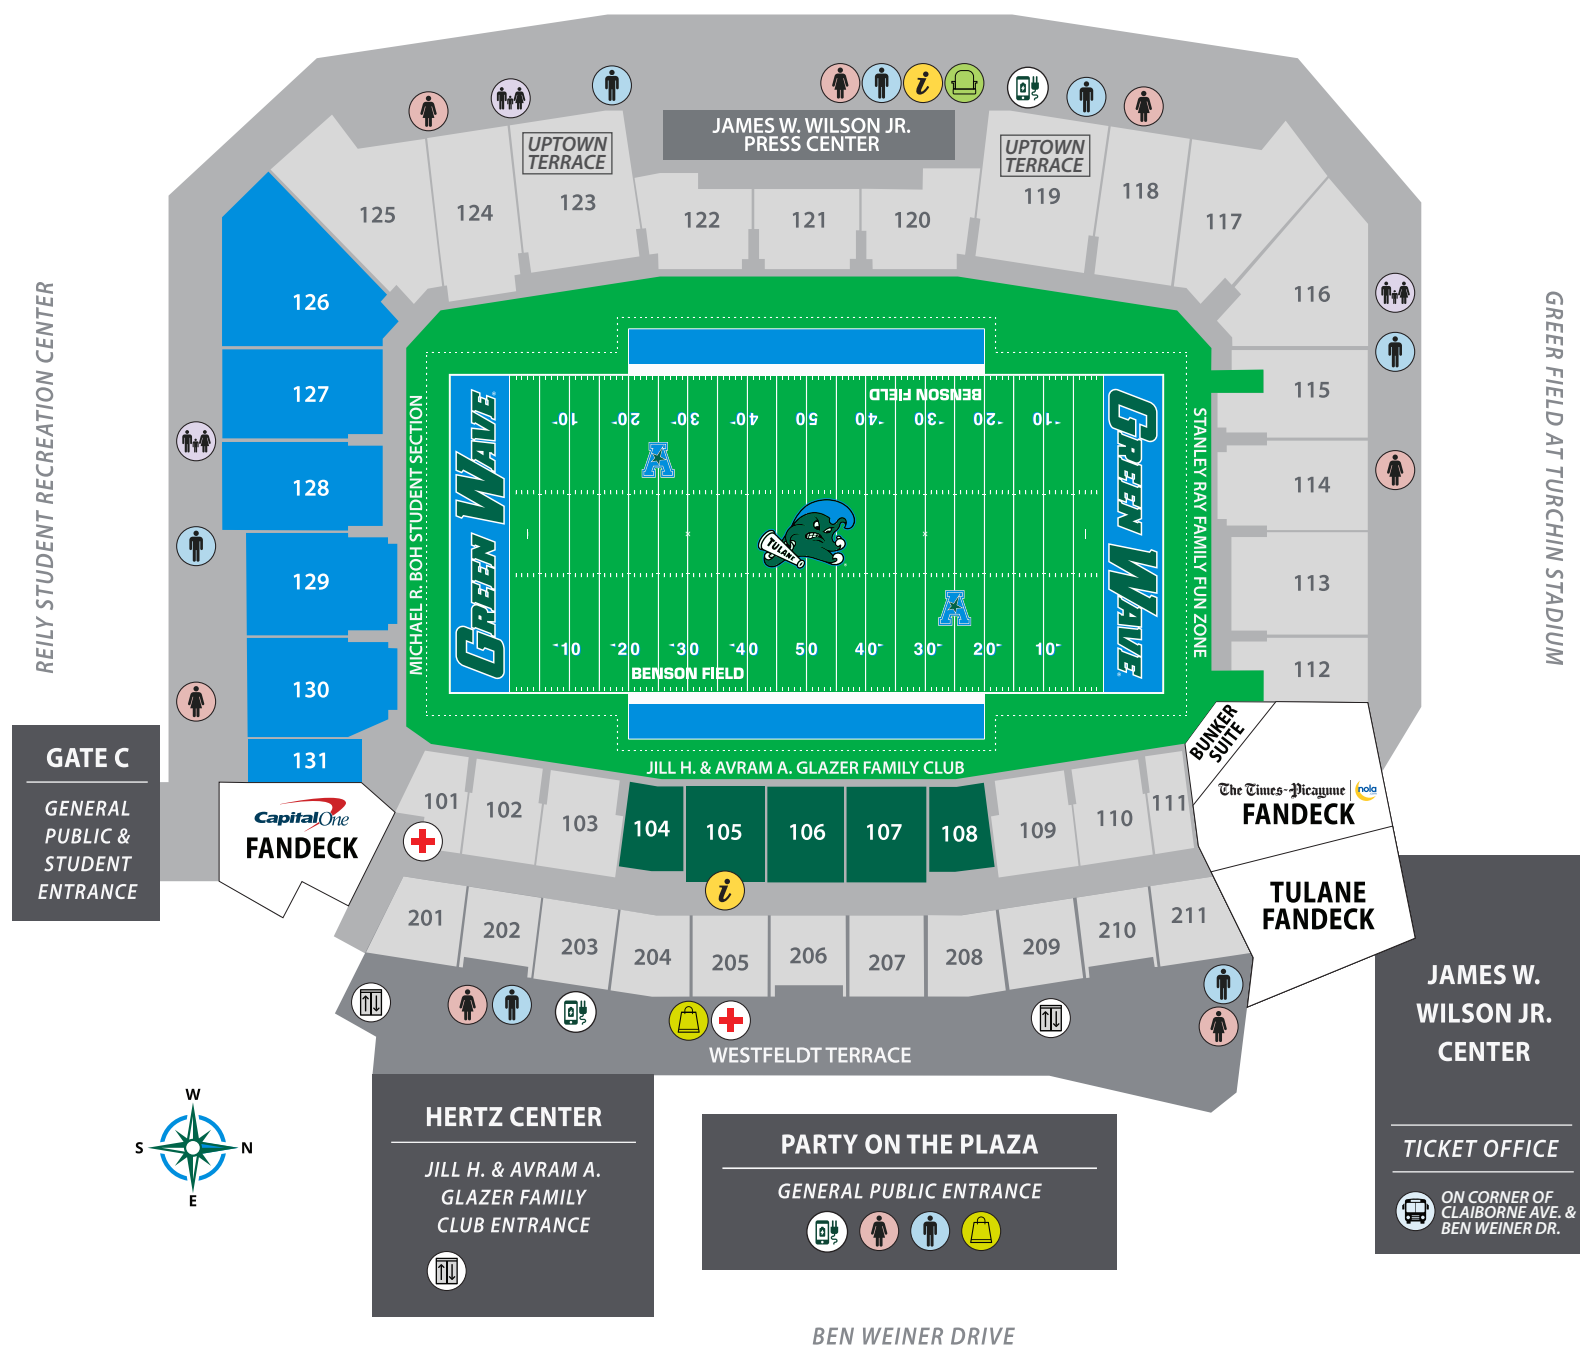 JAMES W. WILSON JR.
PRESS CENTER
UPTOWN
TERRACE
UPTOWN
TERRACE
125
124
123
122
121
120
119
118
117
126
127
128
129
130
131
116
115
114
113
112
REILY STUDENT RECREATION CENTER
GREER FIELD AT TURCHIN STADIUM
MICHAEL R. BOH STUDENT SECTION
STANLEY RAY FAMILY FUN ZONE
GREEN WAVE
GREEN WAVE
BENSON FIELD
10 20 30 40 50 40 30 20 10
A
TULANE
A
10 20 30 40 50 40 30 20 10
BENSON FIELD
JILL H. & AVRAM A. GLAZER FAMILY CLUB
BUNKER
SUITE
The Times-Picayune | nola
FANDECK
TULANE
FANDECK
Capital One
FANDECK
101
102
103
104
105
106
107
108
109
110
111
i
i
201
202
203
204
205
206
207
208
209
210
211
WESTFELDT TERRACE
GATE C
GENERAL
PUBLIC &
STUDENT
ENTRANCE
JAMES W.
WILSON JR.
CENTER
TICKET OFFICE
ON CORNER OF
CLAIBORNE AVE. &
BEN WEINER DR.
W
S N
E
HERTZ CENTER
JILL H. & AVRAM A.
GLAZER FAMILY
CLUB ENTRANCE
PARTY ON THE PLAZA
GENERAL PUBLIC ENTRANCE
BEN WEINER DRIVE